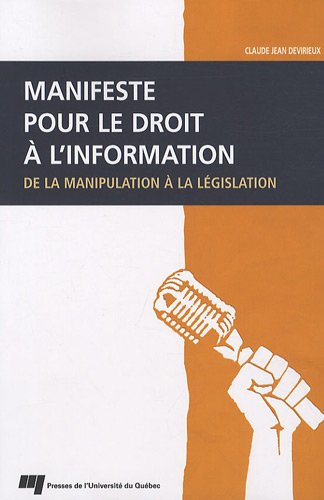 CLAUDE JEAN DEVIRIEUX
MANIFESTE
POUR LE DROIT
À L'INFORMATION
DE LA MANIPULATION À LA LÉGISLATION
Presses de l'Université du Québec